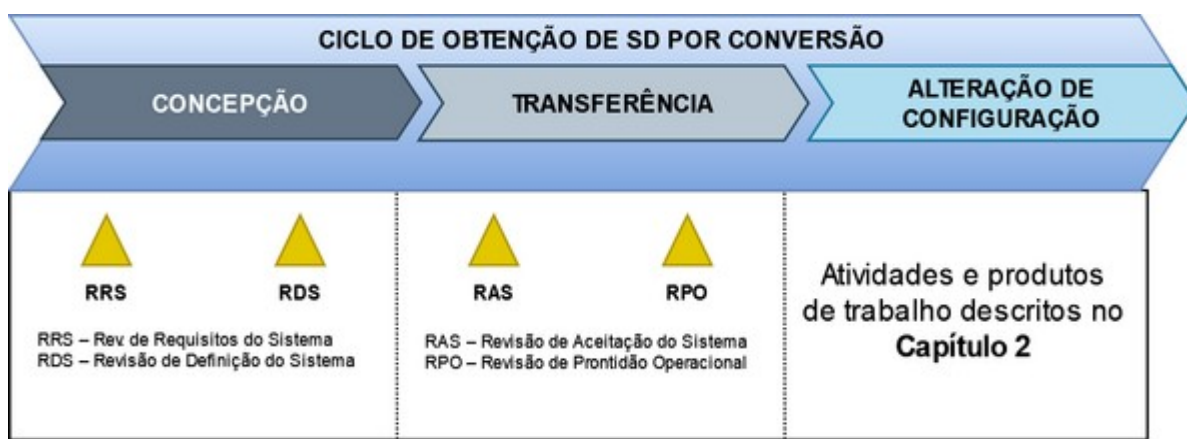 CICLO DE OBTENÇÃO DE SD POR CONVERSÃO
CONCEPÇÃO
TRANSFERÊNCIA
ALTERAÇÃO DE
CONFIGURAÇÃO
RRS
RDS
RRS – Rev. de Requisitos do Sistema
RDS – Revisão de Definição do Sistema
RAS
RPO
RAS – Revisão de Aceitação do Sistema
RPO – Revisão de Prontidão Operacional
Atividades e produtos
de trabalho descritos no
Capítulo 2